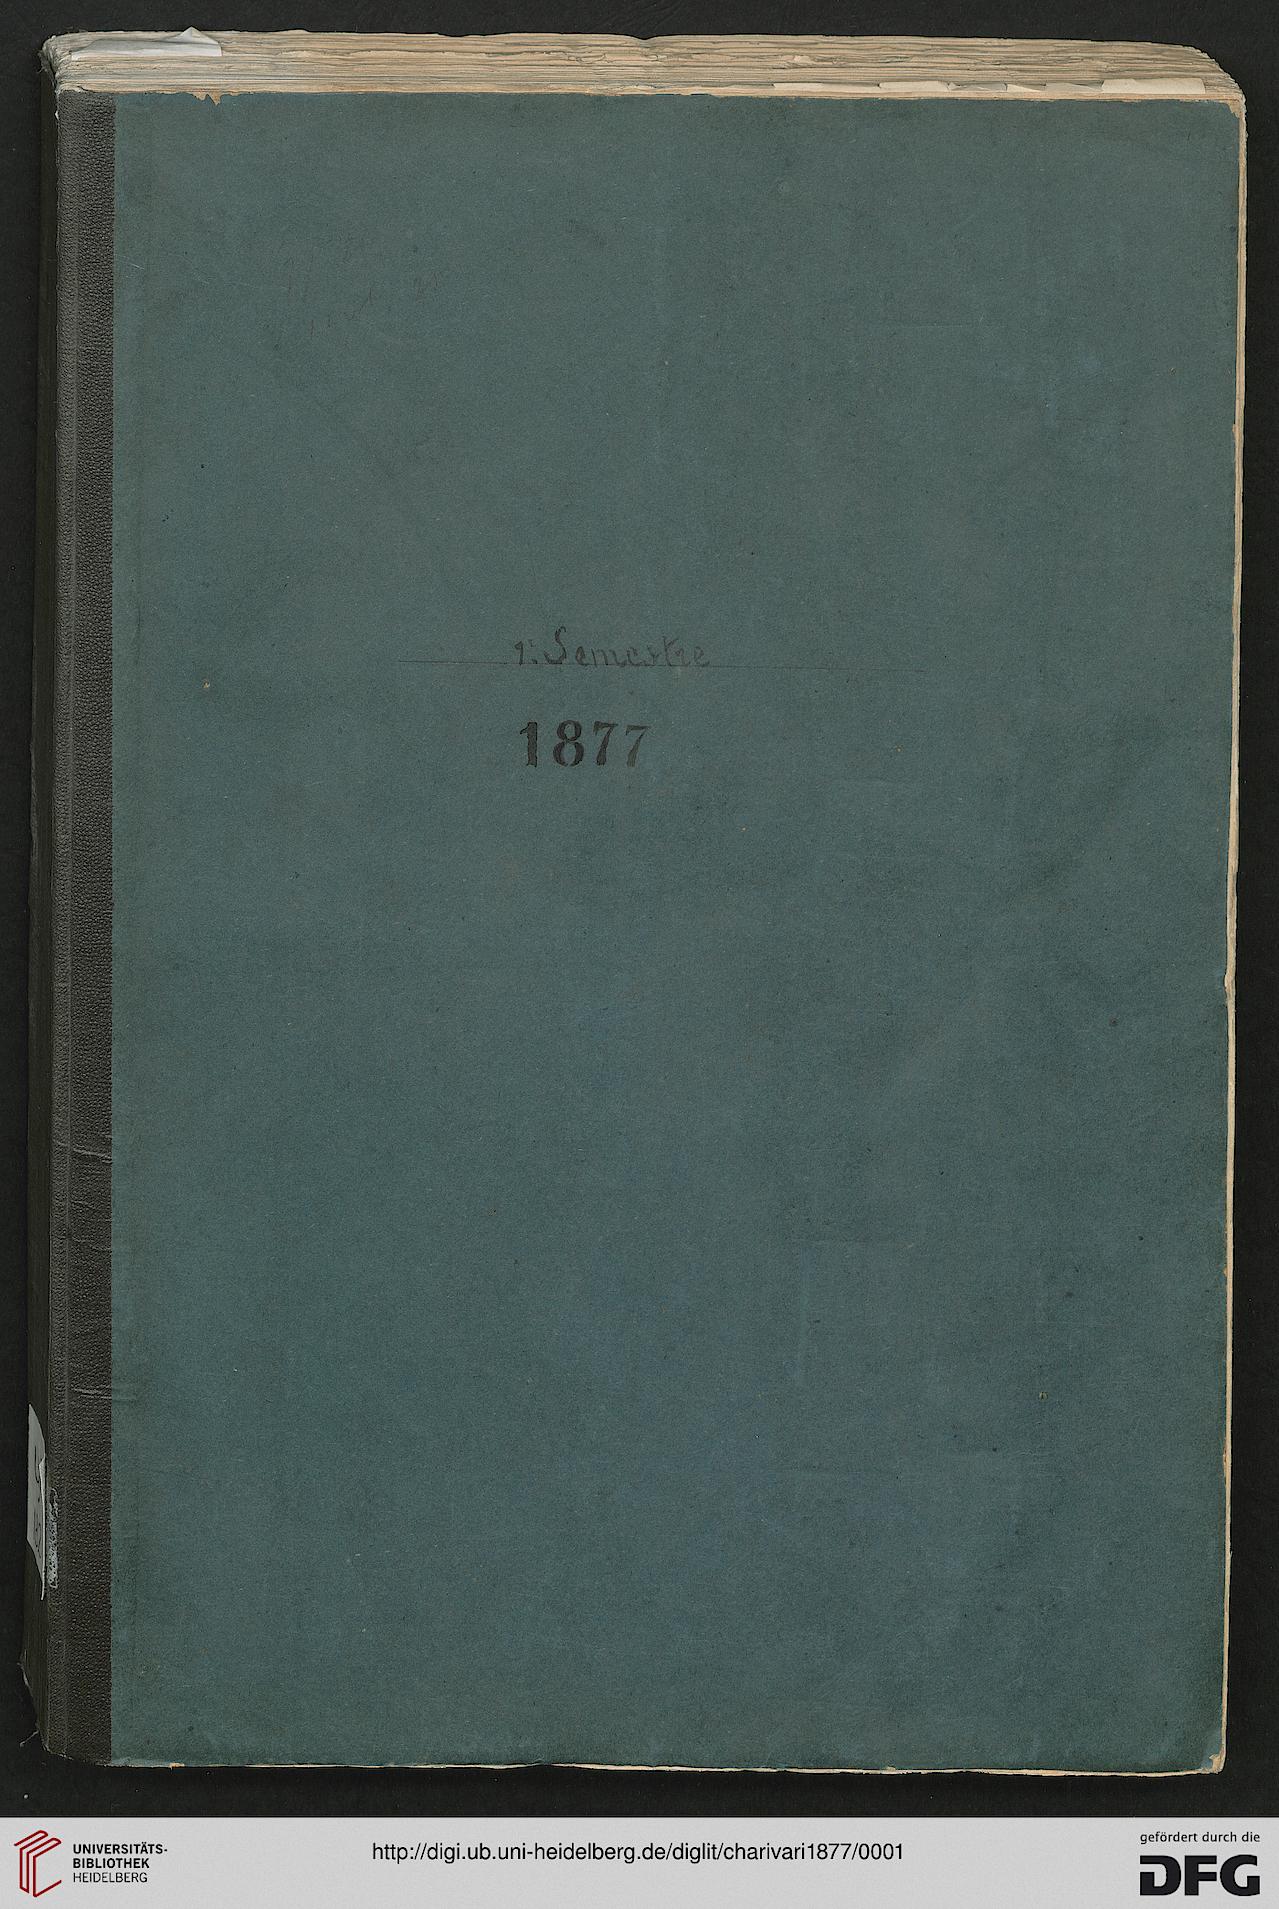 1.r Semestre
1877
UNIVERSITÄTS-
BIBLIOTHEK
HEIDELBERG
http://digi.ub.uni-heidelberg.de/diglit/charivari1877/0001
gefördert durch die
DFG